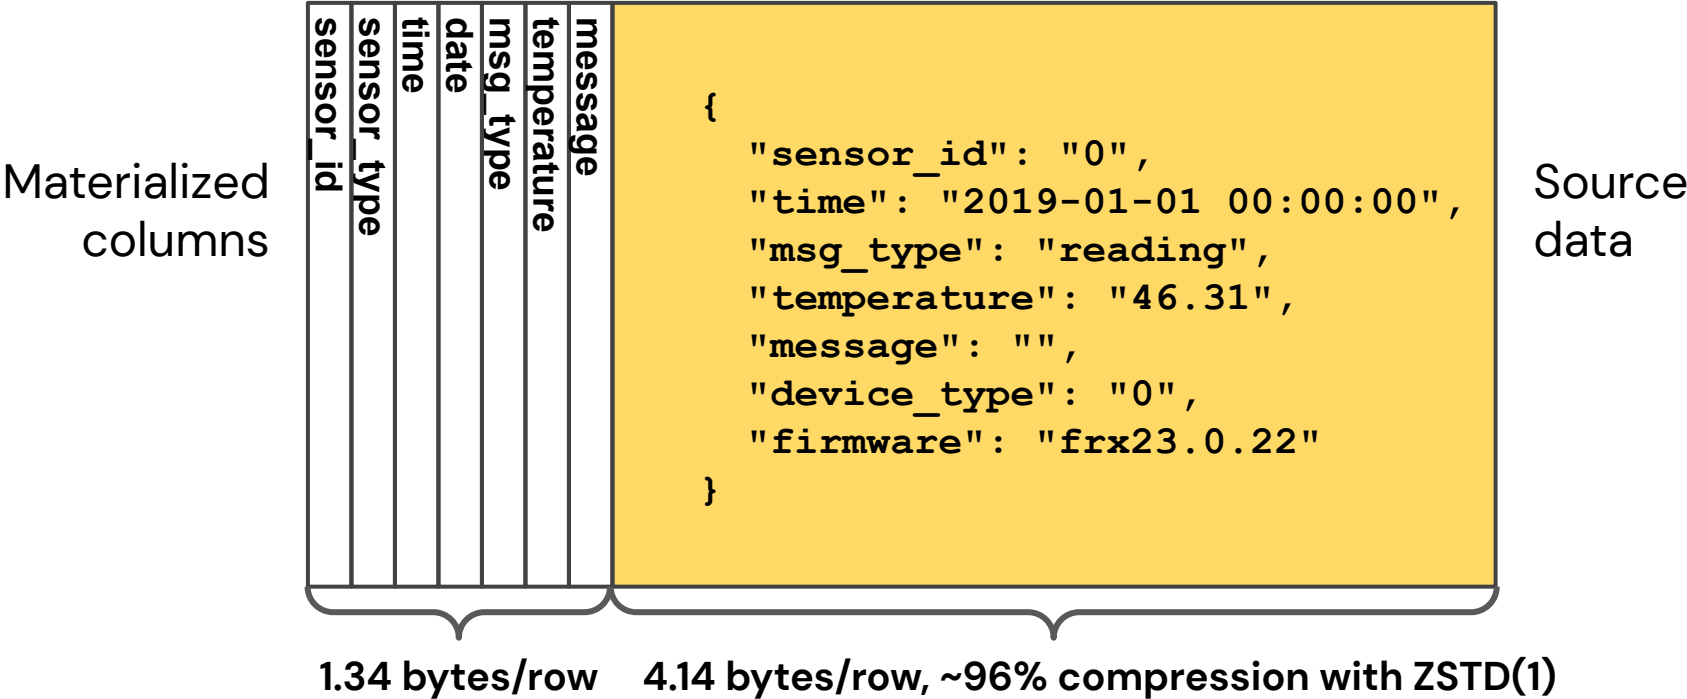 Materialized
columns
sensor_id
sensor_type
time
date
msg_type
temperature
message
{
"sensor_id": "0",
"time": "2019-01-01 00:00:00",
"msg_type": "reading",
"temperature": "46.31",
"message": "",
"device_type": "0",
"firmware": "frx23.0.22"
}
Source
data
1.34 bytes/row
4.14 bytes/row, ~96% compression with ZSTD(1)